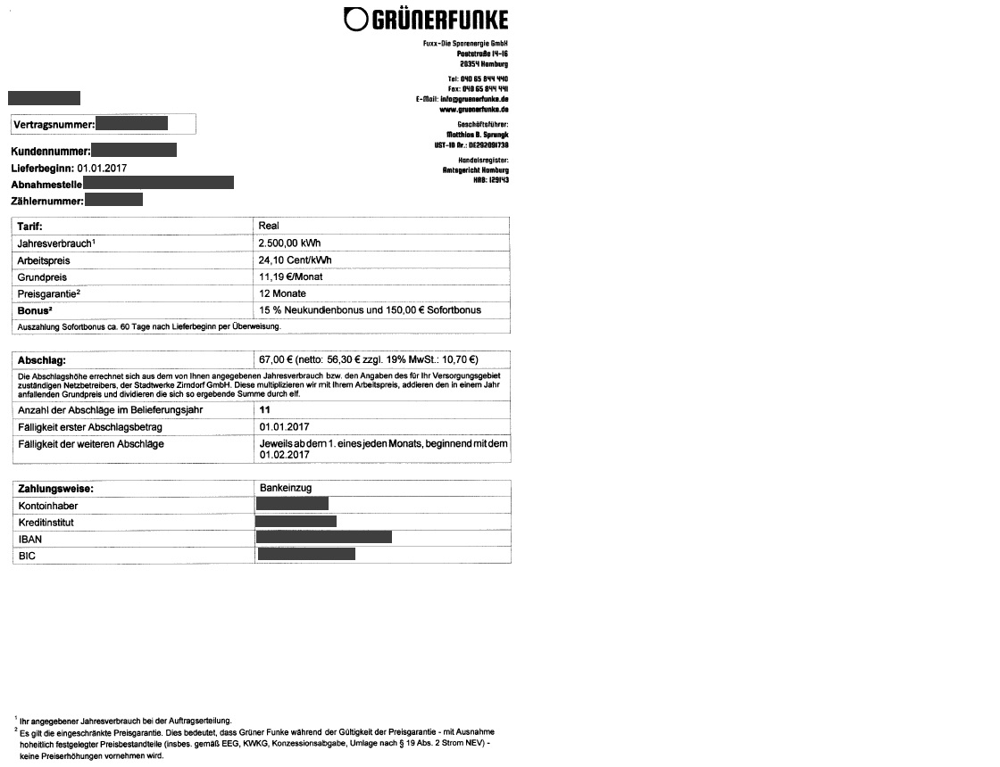 GRÜNERFUNKE
Fuxx-Die Sparenergie GmbH
Poststraße 14-16
20354 Hamburg
Tel: 040 65 844 440
Fax: 040 65 844 441
E-Mail: info@gruenerfunke.de
www.gruenerfunke.de
Geschäftsführer:
Matthias B. Sprungk
UST-ID Nr.: DE292091738
Handelsregister:
Amtsgericht Hamburg
HRB: 129143
Vertragsnummer:
Kundennummer:
Lieferbeginn: 01.01.2017
Abnahmestelle
Zählernummer:
Tarif: Real
Jahresverbrauch¹ 2.500,00 kWh
Arbeitspreis 24,10 Cent/kWh
Grundpreis 11,19 €/Monat
Preisgarantie² 12 Monate
Bonus² 15 % Neukundenbonus und 150,00 € Sofortbonus
Auszahlung Sofortbonus ca. 60 Tage nach Lieferbeginn per Überweisung.
Abschlag: 67,00 € (netto: 56,30 € zzgl. 19% MwSt.: 10,70 €)
Die Abschlagshöhe errechnet sich aus dem von Ihnen angegebenen Jahresverbrauch bzw. den Angaben des für Ihr Versorgungsgebiet
zuständigen Netzbetreibers, der Stadtwerke Zirndorf GmbH. Diese multiplizieren wir mit Ihrem Arbeitspreis, addieren den in einem Jahr
anfallenden Grundpreis und dividieren die sich so ergebende Summe durch elf.
Anzahl der Abschläge im Belieferungsjahr 11
Fälligkeit erster Abschlagsbetrag 01.01.2017
Fälligkeit der weiteren Abschläge Jeweils ab dem 1. eines jeden Monats, beginnend mit dem
01.02.2017
Zahlungsweise: Bankeinzug
Kontoinhaber
Kreditinstitut
IBAN
BIC
¹ Ihr angegebener Jahresverbrauch bei der Auftragserteilung.
² Es gilt die eingeschränkte Preisgarantie. Dies bedeutet, dass Grüner Funke während der Gültigkeit der Preisgarantie - mit Ausnahme
hoheitlich festgelegter Preisbestandteile (insbes. gemäß EEG, KWKG, Konzessionsabgabe, Umlage nach § 19 Abs. 2 Strom NEV) -
keine Preiserhöhungen vornehmen wird.